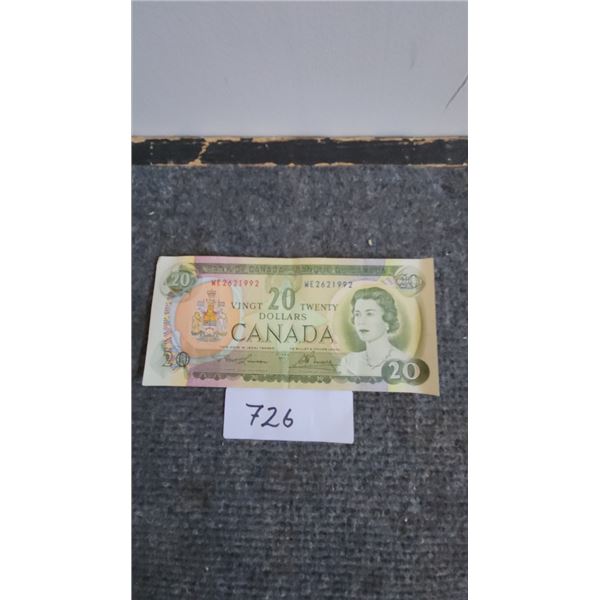 20 BANK OF CANADA - BANQUE DU CANADA 20
WE2621992 WE2621992
VINGT 20 TWENTY
DOLLARS
CANADA
20
726